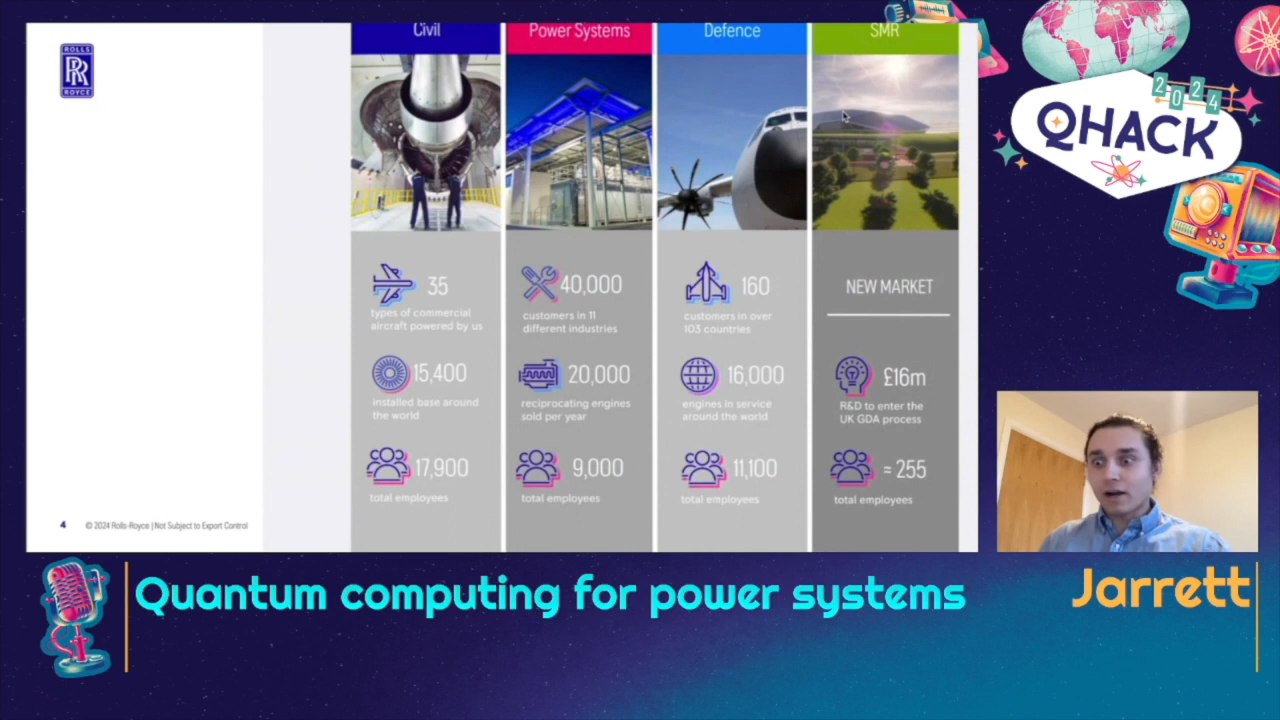 ROLLS
RR
ROYCE
Civil
Power Systems
Defence
SMR
35
types of commercial
aircraft powered by us
15,400
installed base around
the world
17,900
total employees
40,000
customers in 11
different industries
20,000
reciprocating engines
sold per year
9,000
total employees
160
customers in over
103 countries
16,000
engines in service
around the world
11,100
total employees
NEW MARKET
£16m
R&D to enter the
UK GDA process
≈ 255
total employees
4 © 2024 Rolls-Royce | Not Subject to Export Control
2024
QHACK
Quantum computing for power systems
Jarrett